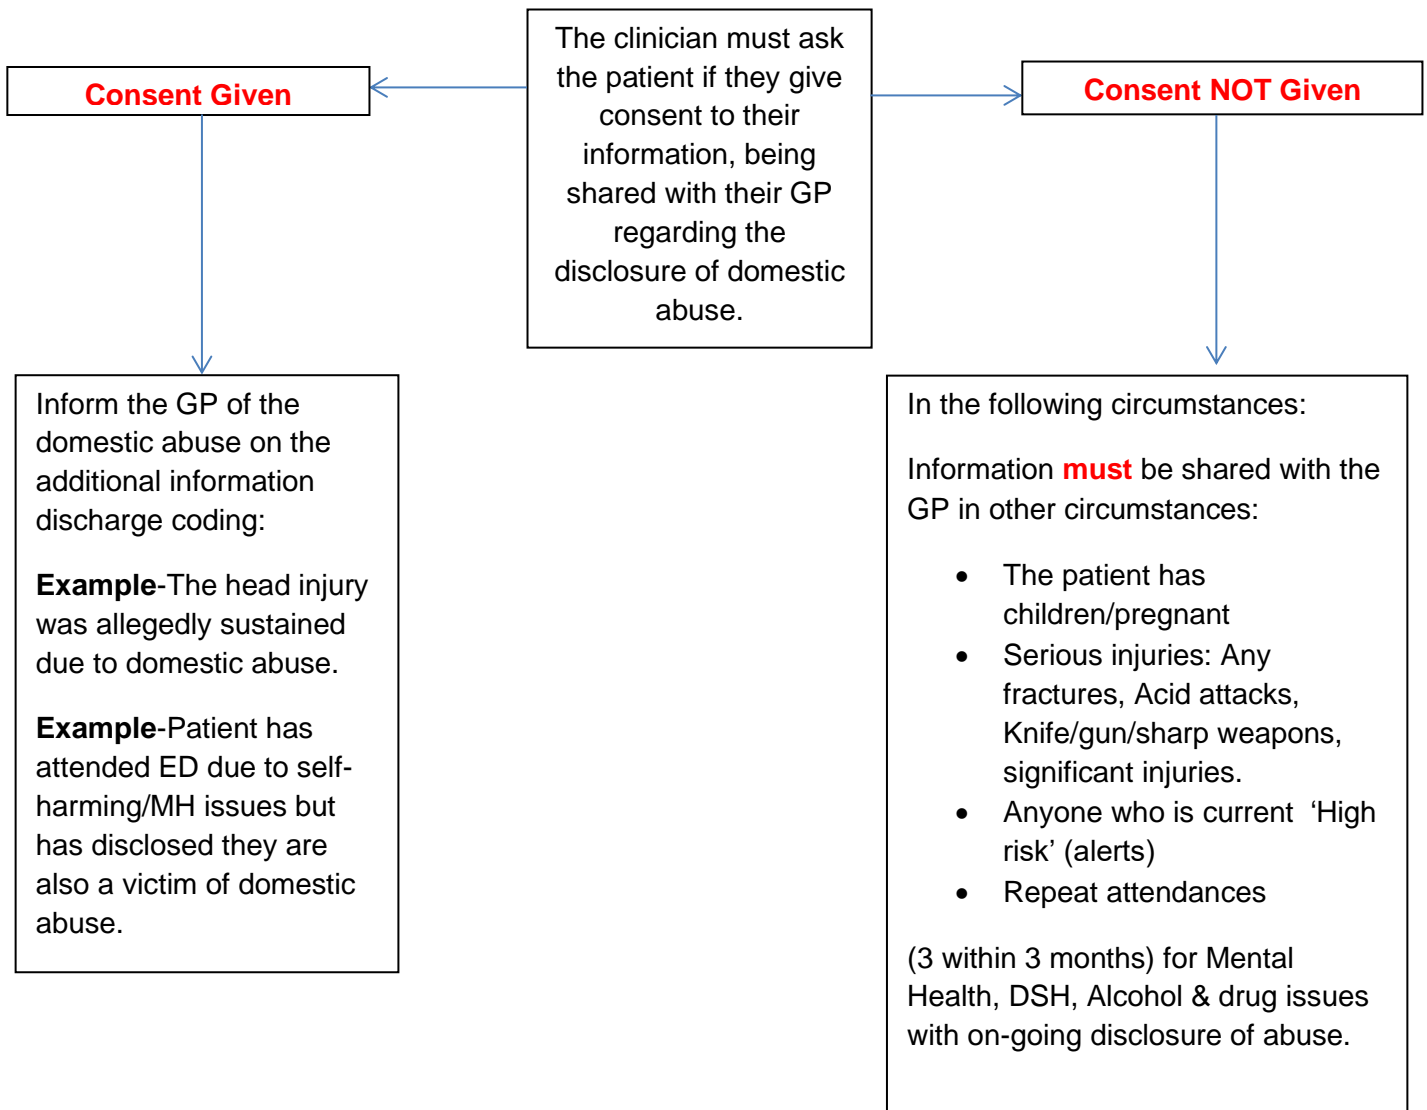 The clinician must ask
the patient if they give
consent to their
information, being
shared with their GP
regarding the
disclosure of domestic
abuse.
Consent Given
Consent NOT Given
Inform the GP of the
domestic abuse on the
additional information
discharge coding:
Example-The head injury
was allegedly sustained
due to domestic abuse.
Example-Patient has
attended ED due to self-
harming/MH issues but
has disclosed they are
also a victim of domestic
abuse.
In the following circumstances:
Information must be shared with the
GP in other circumstances:
• The patient has
children/pregnant
• Serious injuries: Any
fractures, Acid attacks,
Knife/gun/sharp weapons,
significant injuries.
• Anyone who is current ‘High
risk’ (alerts)
• Repeat attendances
(3 within 3 months) for Mental
Health, DSH, Alcohol & drug issues
with on-going disclosure of abuse.